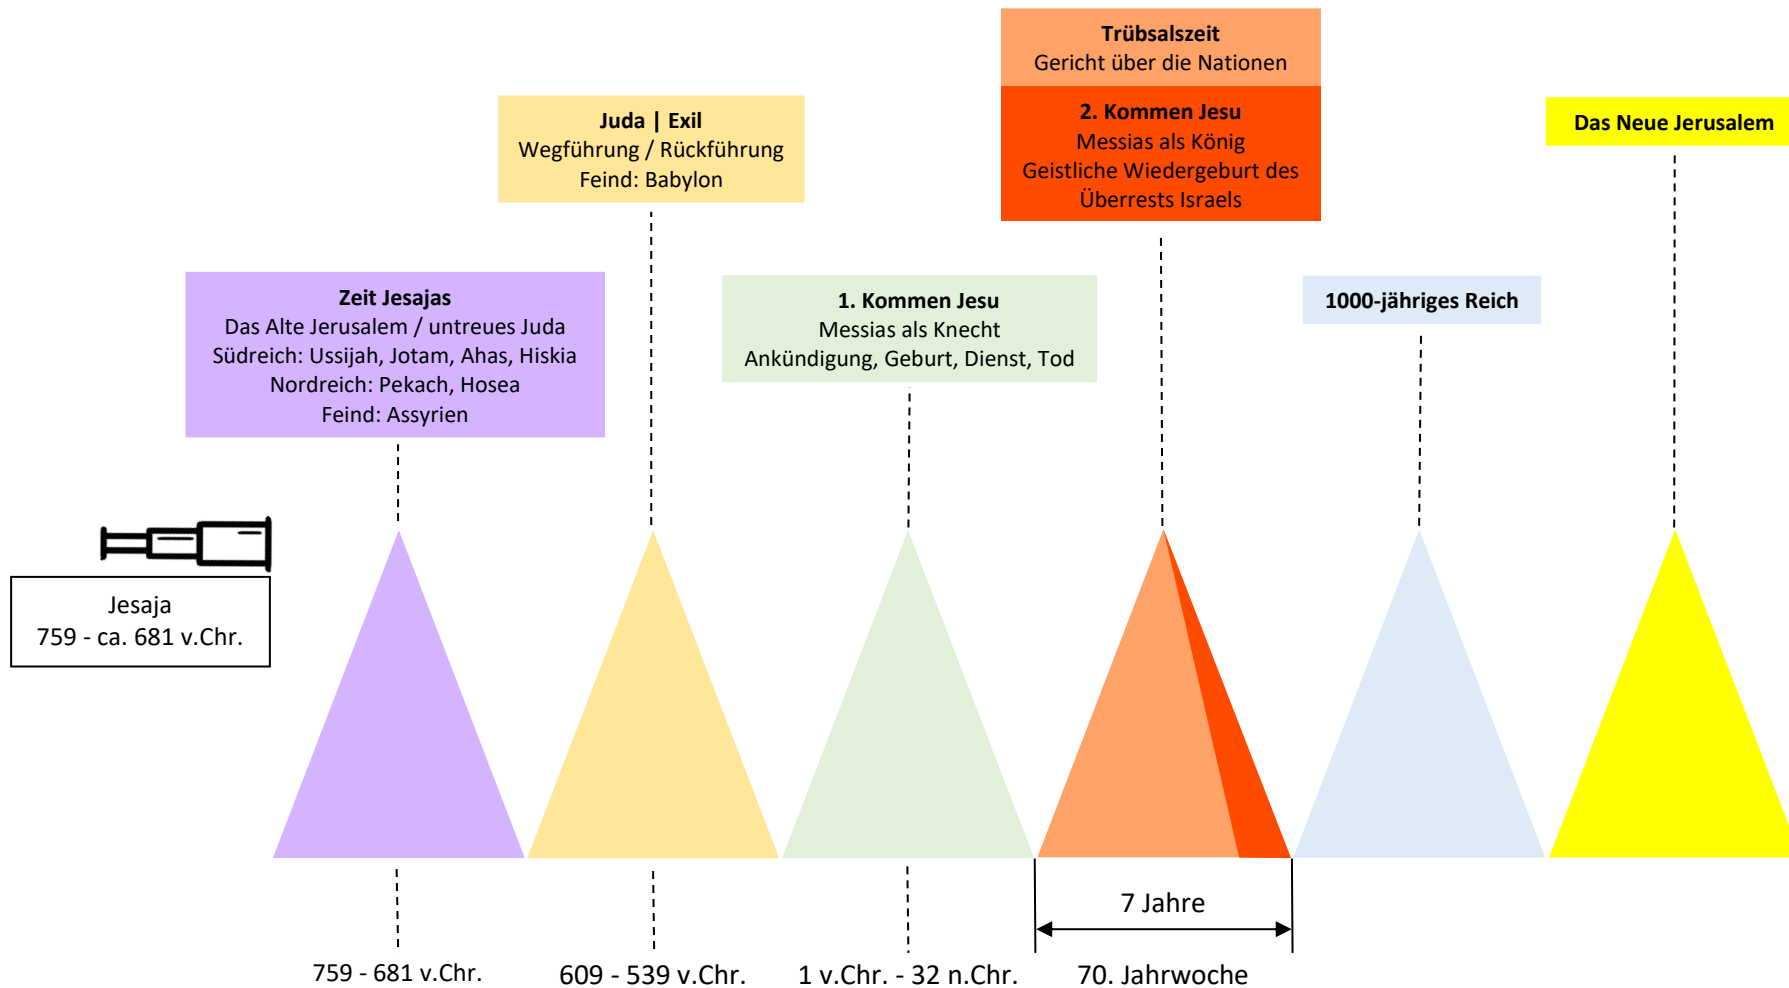 Trübsalszeit
Gericht über die Nationen
2. Kommen Jesu
Messias als König
Geistliche Wiedergeburt des
Überrests Israels
Juda | Exil
Wegführung / Rückführung
Feind: Babylon
Das Neue Jerusalem
Zeit Jesajas
Das Alte Jerusalem / untreues Juda
Südreich: Ussijah, Jotam, Ahas, Hiskia
Nordreich: Pekach, Hosea
Feind: Assyrien
1. Kommen Jesu
Messias als Knecht
Ankündigung, Geburt, Dienst, Tod
1000-jähriges Reich
Jesaja
759 - ca. 681 v.Chr.
7 Jahre
759 - 681 v.Chr.
609 - 539 v.Chr.
1 v.Chr. - 32 n.Chr.
70. Jahrwoche